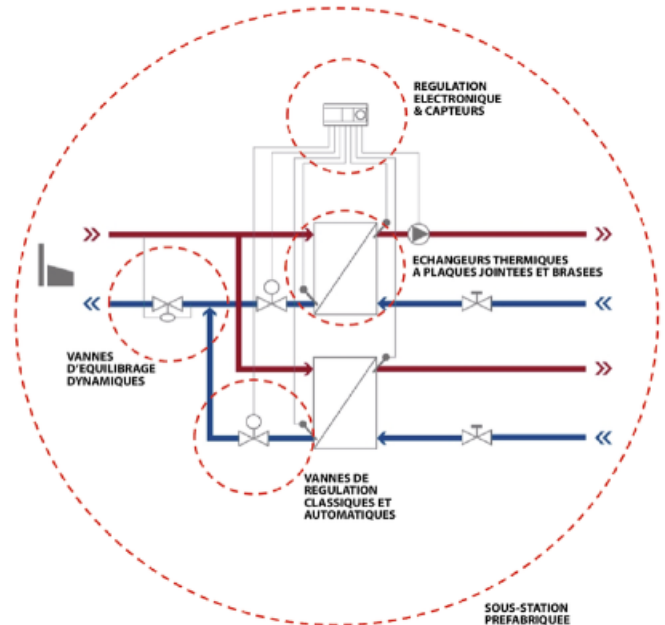 REGULATION
ELECTRONIQUE
& CAPTEURS
ECHANGEURS THERMIQUES
A PLAQUES JOINTEES ET BRASEES
VANNES
D'EQUILIBRAGE
DYNAMIQUES
VANNES DE
REGULATION
CLASSIQUES ET
AUTOMATIQUES
SOUS-STATION
PREFABRIQUEE